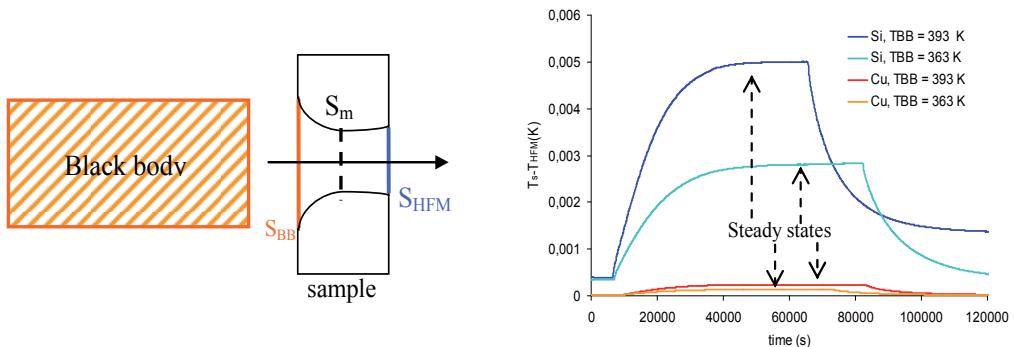 Black body
S_BB
S_m
S_HFM
sample
T_S-T_HFM(K)
0,006
0,005
0,004
0,003
0,002
0,001
0
Si, TBB = 393 K
Si, TBB = 363 K
Cu, TBB = 393 K
Cu, TBB = 363 K
Steady states
0 20000 40000 60000 80000 100000 120000
time (s)